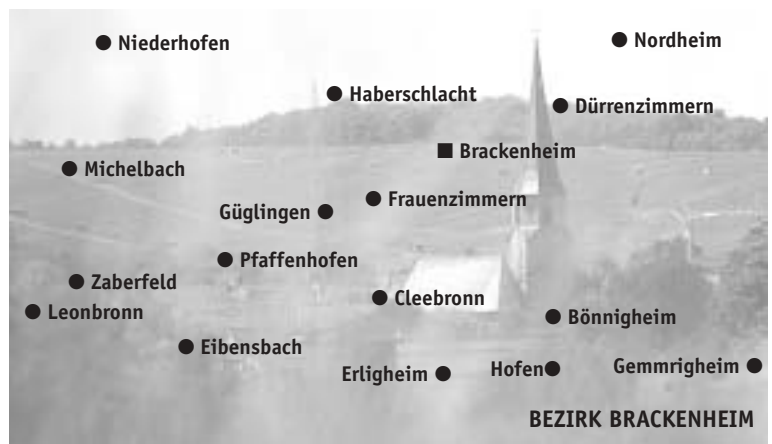 Niederhofen
Nordheim
Haberschlacht
Dürrenzimmern
Brackenheim
Michelbach
Frauenzimmern
Güglingen
Pfaffenhofen
Zaberfeld
Cleebronn
Leonbronn
Bönnigheim
Eibensbach
Erligheim
Hofen
Gemmrigheim
BEZIRK BRACKENHEIM